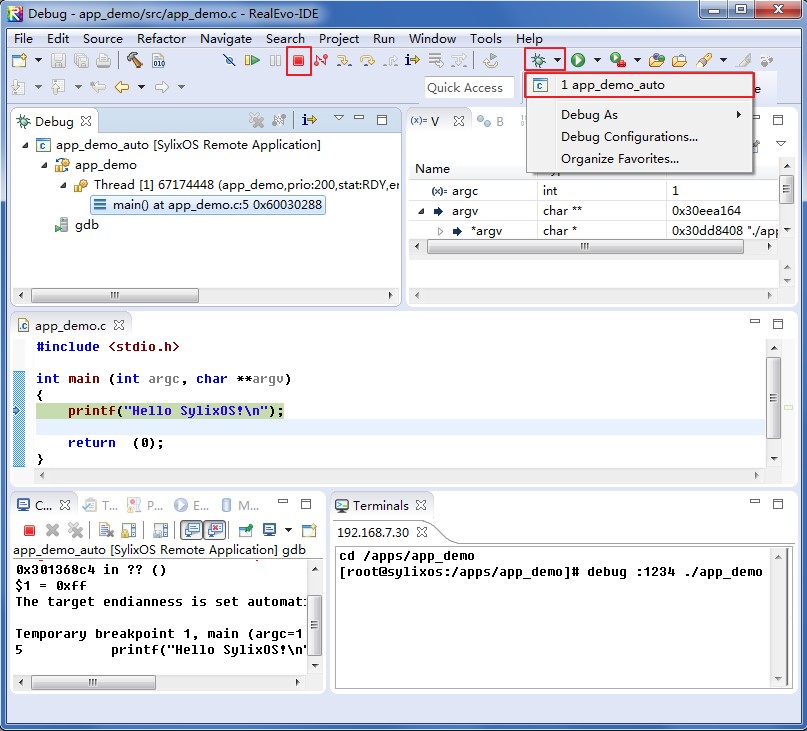 Debug - app_demo/src/app_demo.c - RealEvo-IDE
File Edit Source Refactor Navigate Search Project Run Window Tools Help
Quick Access
1 app_demo_auto
Debug As
Debug Configurations...
Organize Favorites...
Debug
app_demo_auto [SylixOS Remote Application]
app_demo
Thread [1] 67174448 (app_demo,prio:200,stat:RDY,er
main() at app_demo.c:5 0x60030288
gdb
(x)= V
B
Name
(x)= argc int 1
argv char ** 0x30eea164
*argv char * 0x30dd8408 "./ap
app_demo.c
#include <stdio.h>
int main (int argc, char **argv)
{
printf("Hello SylixOS!\n");
return (0);
}
C... T... P... E... M...
app_demo_auto [SylixOS Remote Application] gdb
0x301368c4 in ?? ()
$1 = 0xff
The target endianness is set automat
Temporary breakpoint 1, main (argc=1
5 printf("Hello SylixOS!\n"
Terminals
192.168.7.30
cd /apps/app_demo
[root@sylixos:/apps/app_demo]# debug :1234 ./app_demo